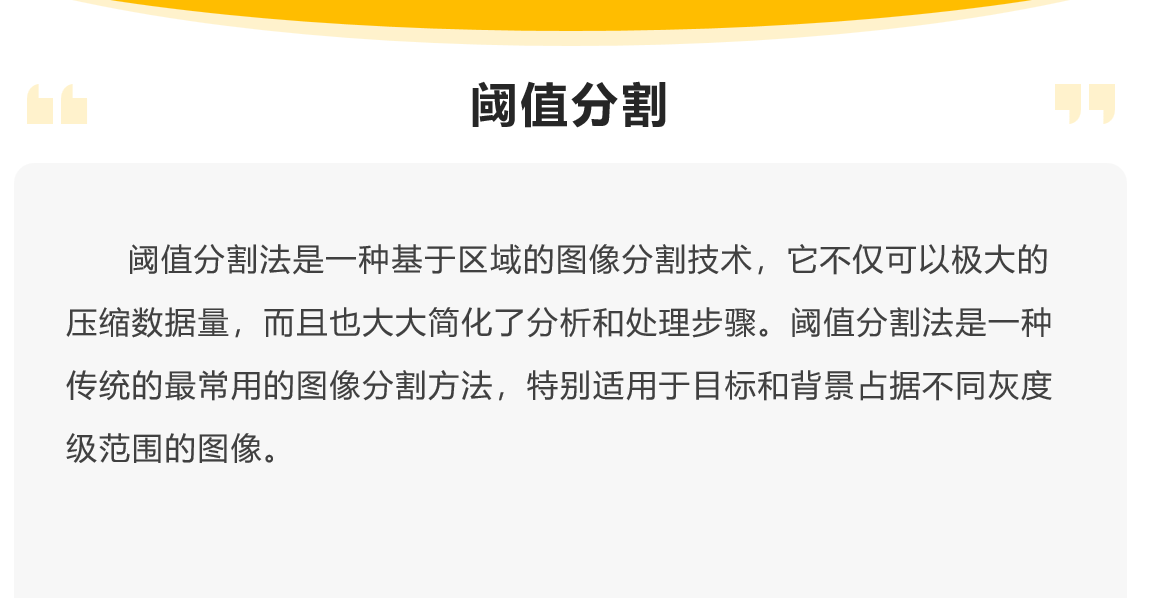 阈值分割
阈值分割法是一种基于区域的图像分割技术，它不仅可以极大的
压缩数据量，而且也大大简化了分析和处理步骤。阈值分割法是一种
传统的最常用的图像分割方法，特别适用于目标和背景占据不同灰度
级范围的图像。